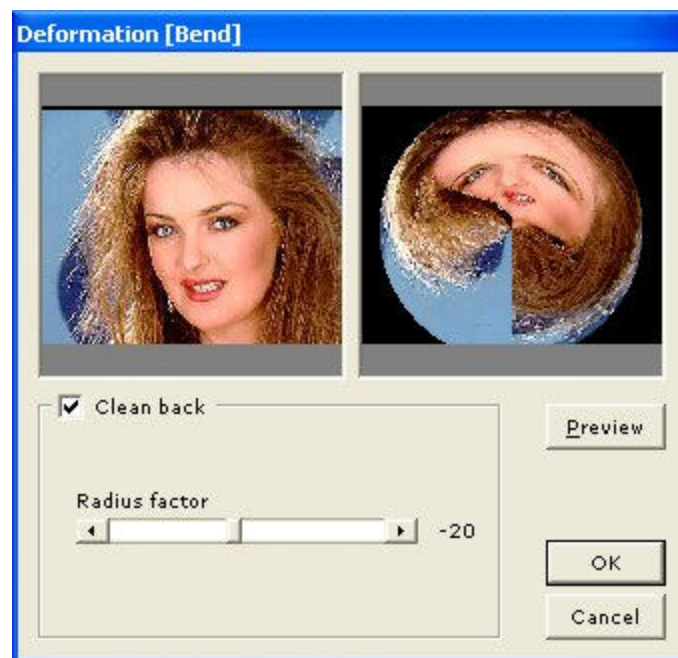 Deformation [Bend]
Clean back
Preview
Radius factor
-20
OK
Cancel